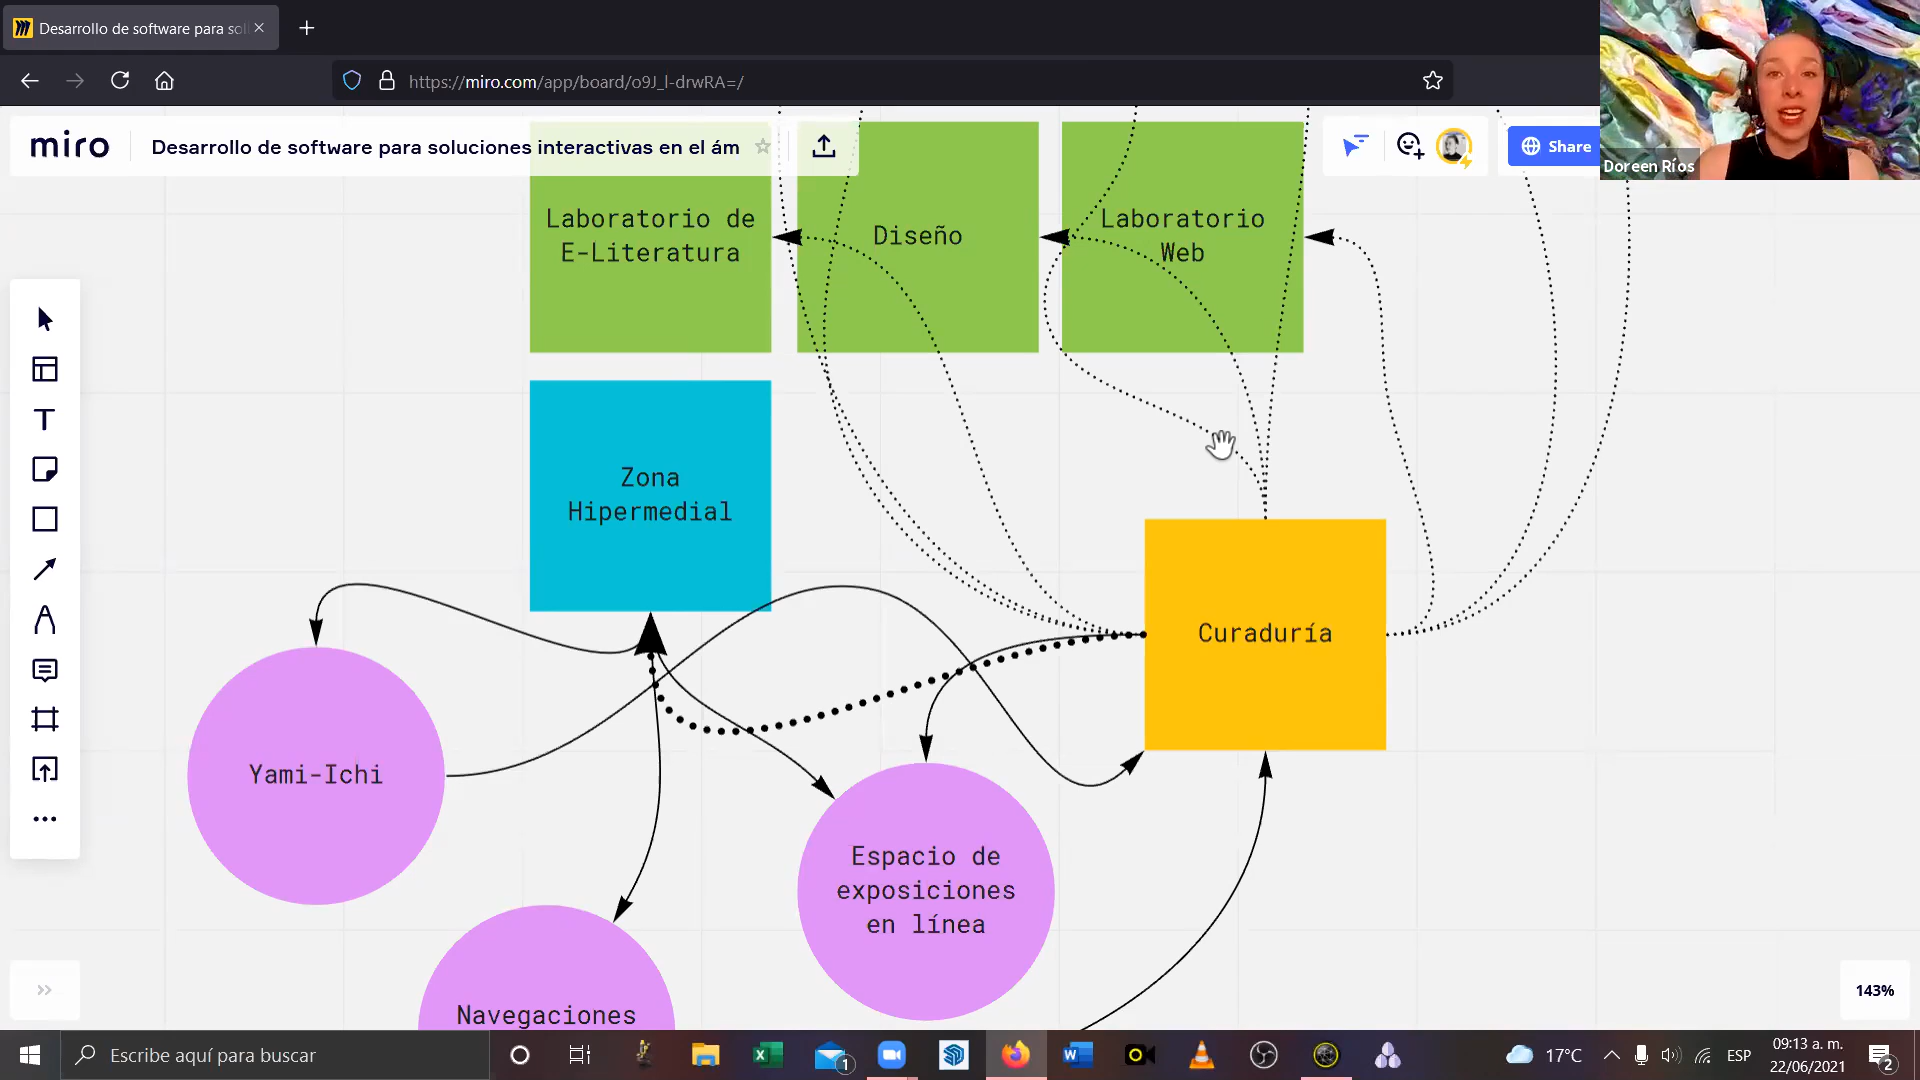 Desarrollo de software para sol
https://miro.com/app/board/o9J_l-drwRA=/
miro
Desarrollo de software para soluciones interactivas en el ám
Share
Doreen Ríos
Laboratorio de
E-Literatura
Diseño
Laboratorio
Web
Zona
Hipermedial
Curaduría
Yami-Ichi
Espacio de
exposiciones
en línea
Navegaciones
143%
Escribe aquí para buscar
1
17°C
ESP
09:13 a. m.
22/06/2021
2